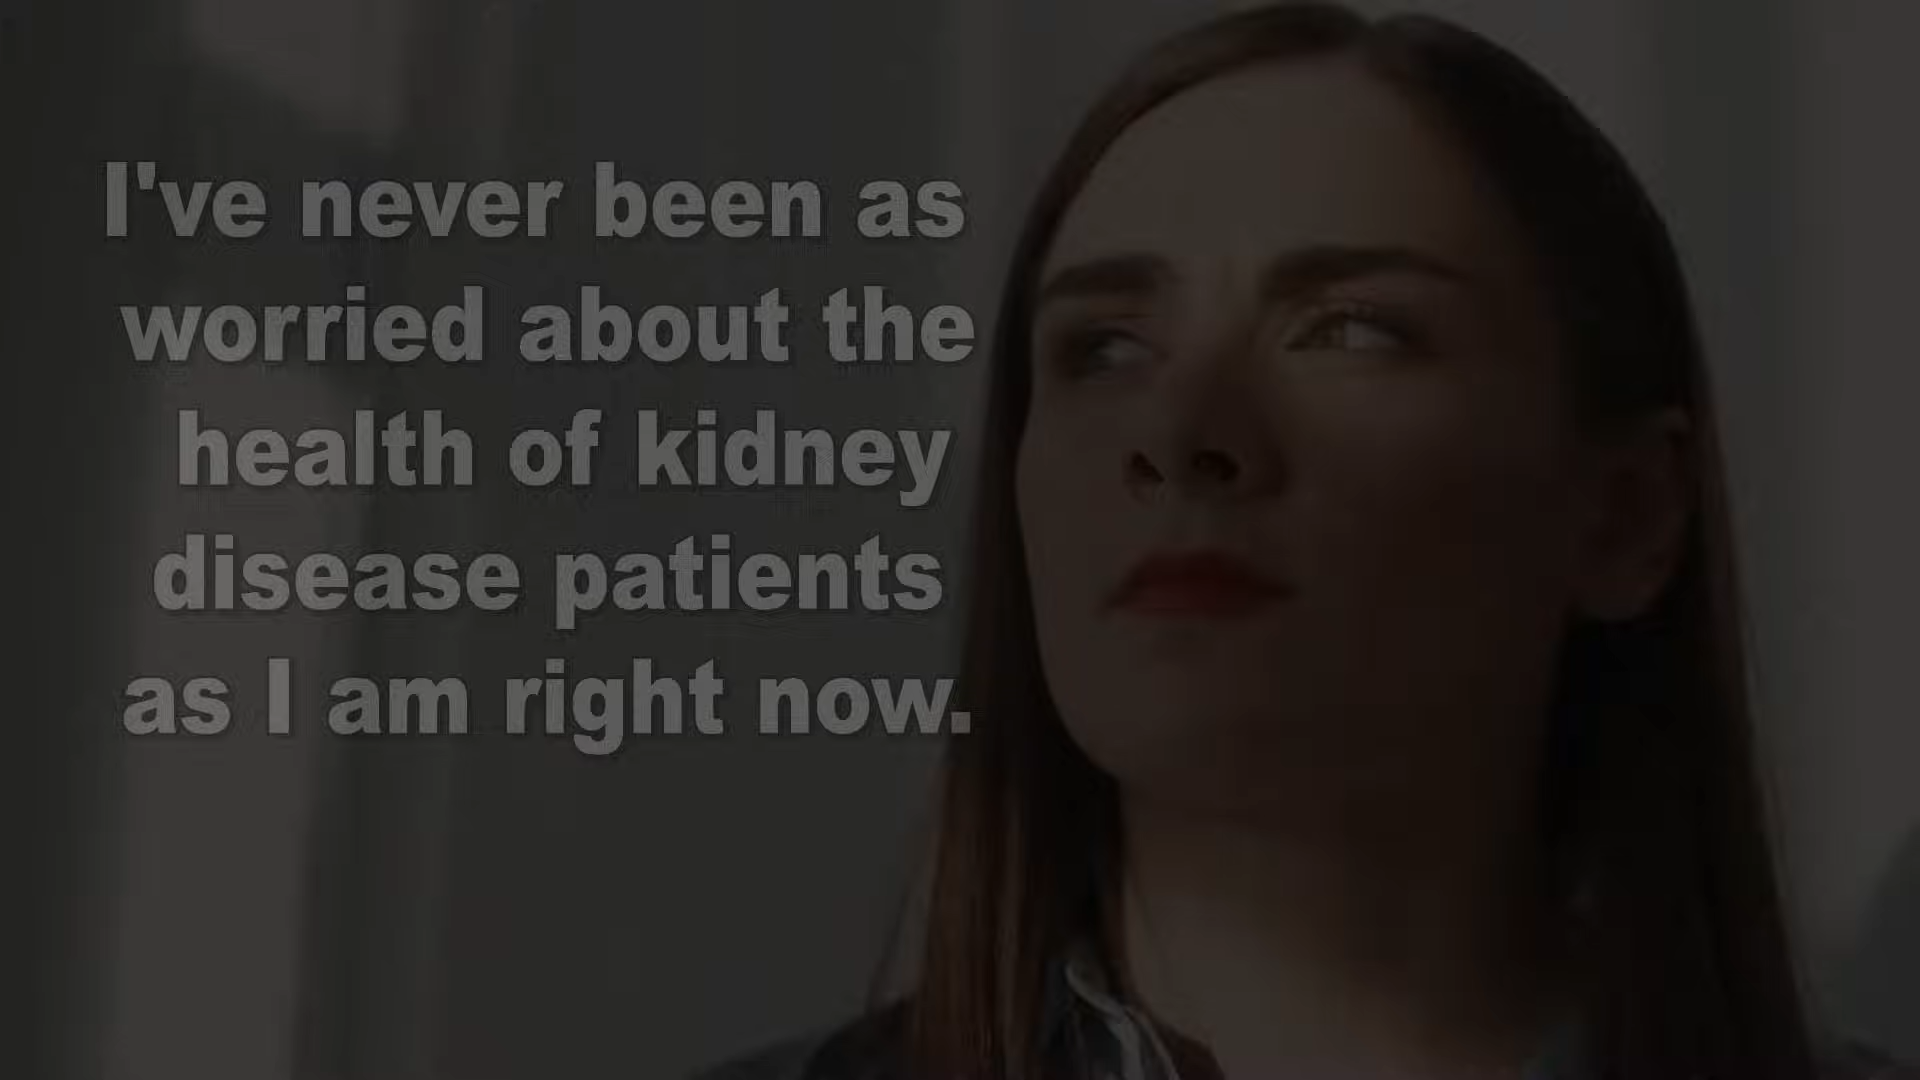 I've never been as
worried about the
health of kidney
disease patients
as I am right now.